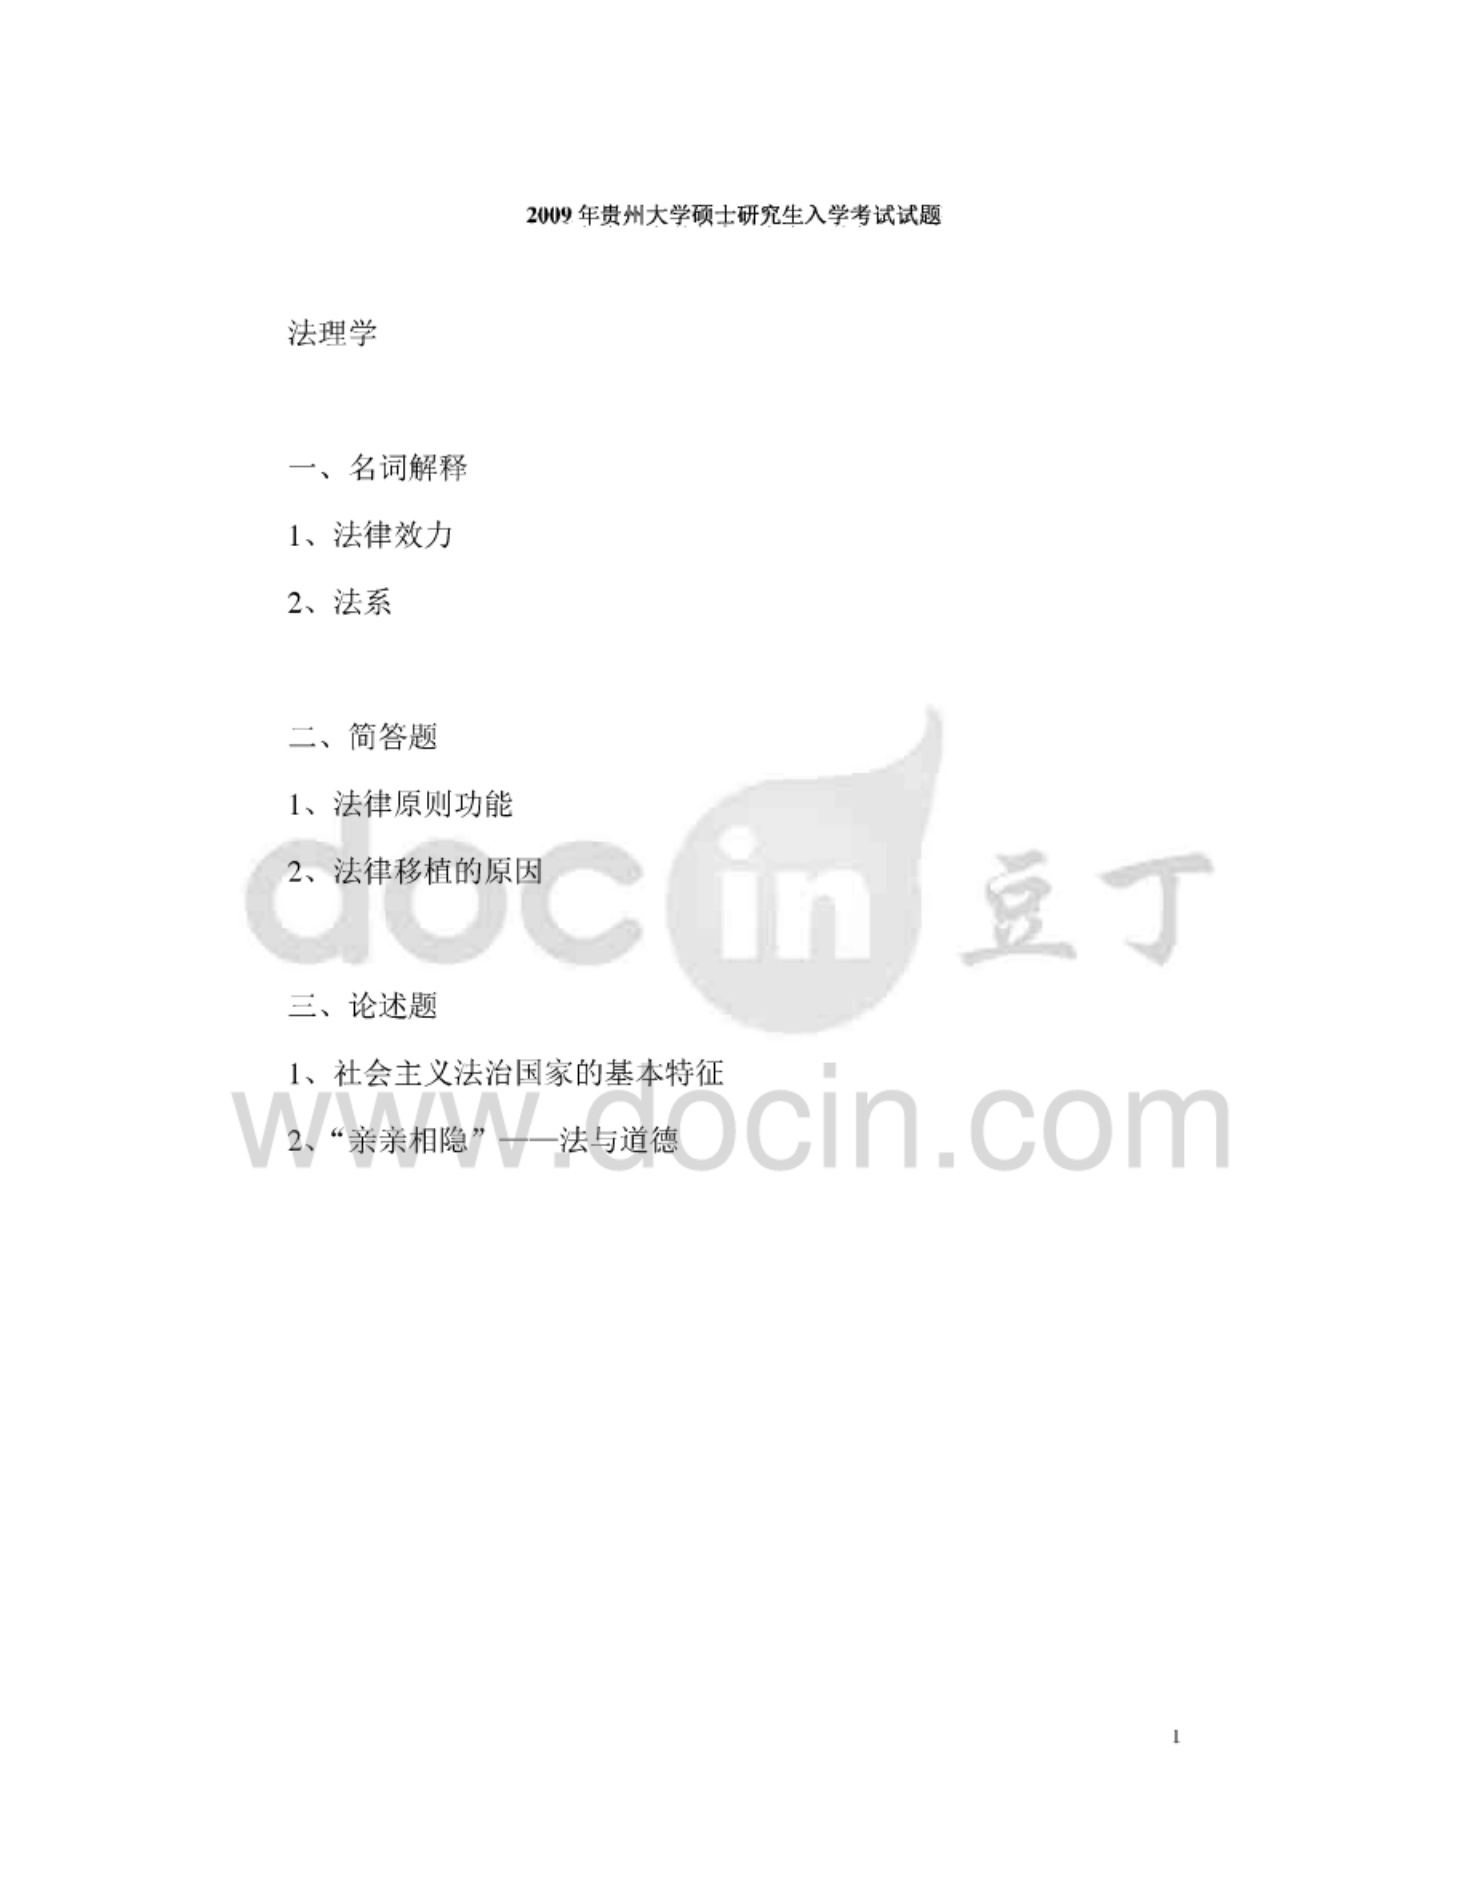 2009 年贵州大学硕士研究生入学考试试题
法理学
一、名词解释
1、法律效力
2、法系
二、简答题
1、法律原则功能
2、法律移植的原因
docin 豆丁
三、论述题
1、社会主义法治国家的基本特征
www.docin.com
2、“亲亲相隐”——法与道德
1